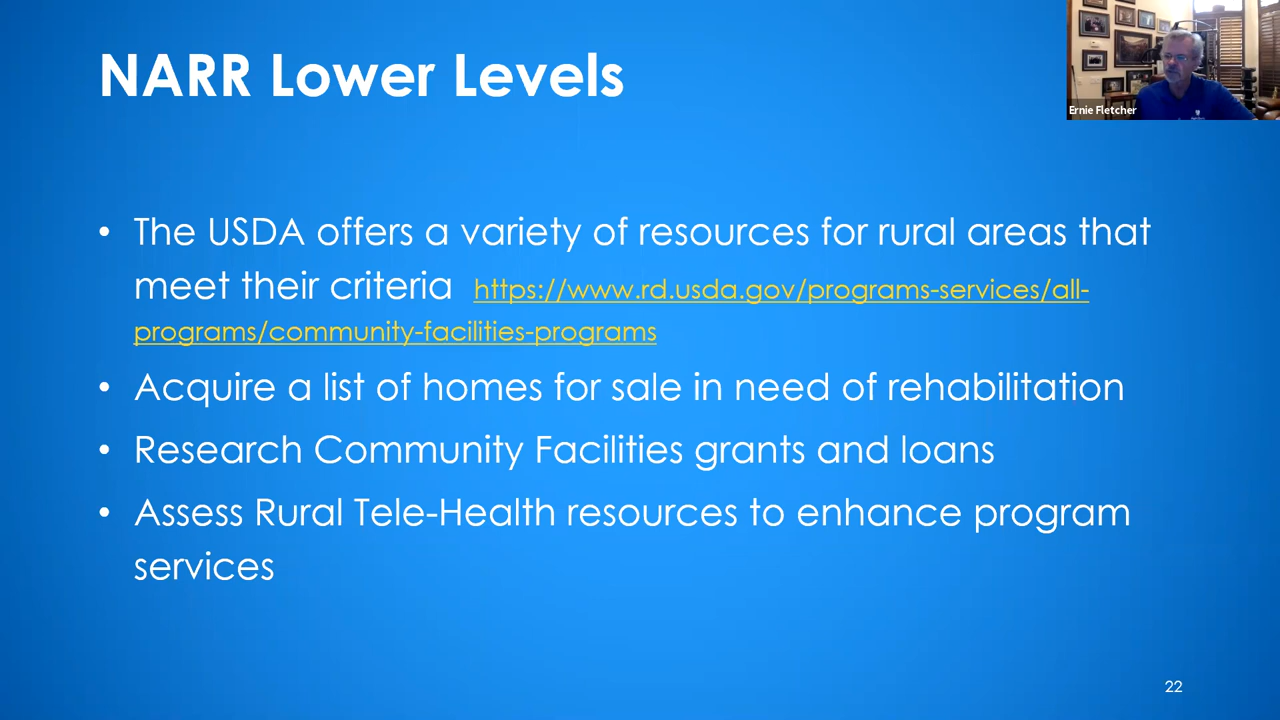 NARR Lower Levels
Ernie Fletcher
• The USDA offers a variety of resources for rural areas that
meet their criteria https://www.rd.usda.gov/programs-services/all-
programs/community-facilities-programs
• Acquire a list of homes for sale in need of rehabilitation
• Research Community Facilities grants and loans
• Assess Rural Tele-Health resources to enhance program
services
22